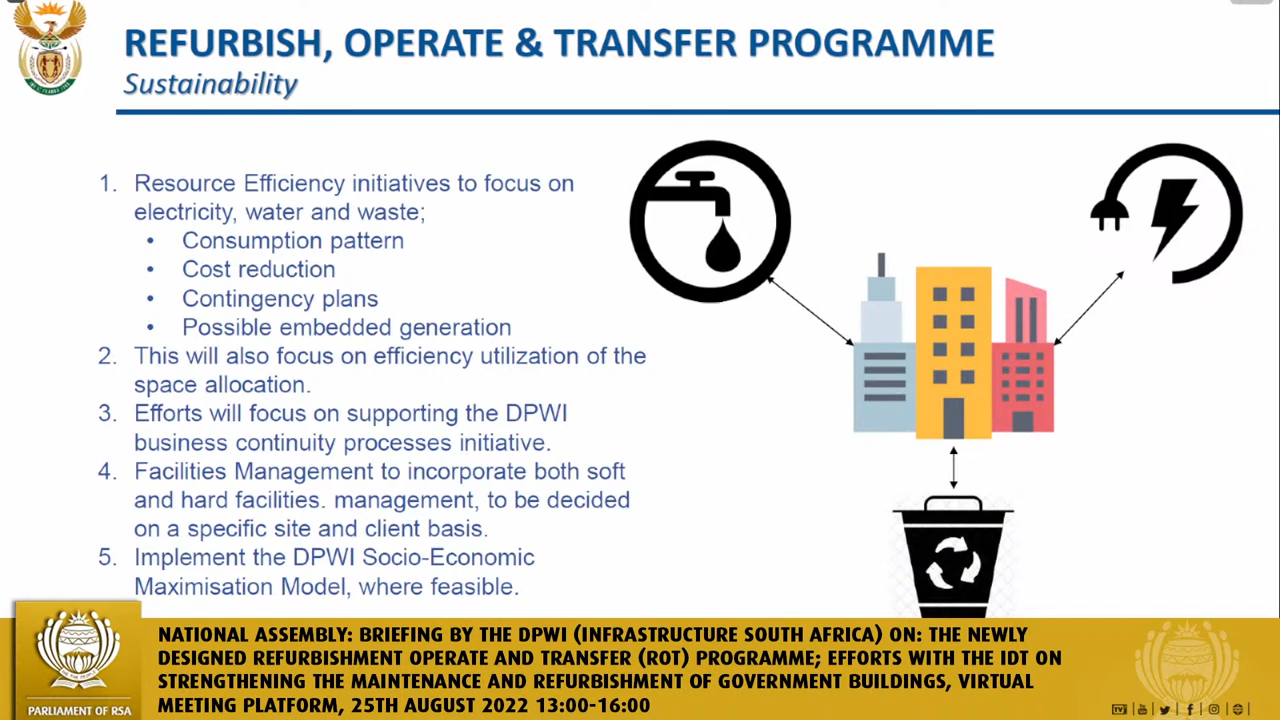 REFURBISH, OPERATE & TRANSFER PROGRAMME
Sustainability
1. Resource Efficiency initiatives to focus on
electricity, water and waste;
• Consumption pattern
• Cost reduction
• Contingency plans
• Possible embedded generation
2. This will also focus on efficiency utilization of the
space allocation.
3. Efforts will focus on supporting the DPWI
business continuity processes initiative.
4. Facilities Management to incorporate both soft
and hard facilities. management, to be decided
on a specific site and client basis.
5. Implement the DPWI Socio-Economic
Maximisation Model, where feasible.
NATIONAL ASSEMBLY: BRIEFING BY THE DPWI (INFRASTRUCTURE SOUTH AFRICA) ON: THE NEWLY
DESIGNED REFURBISHMENT OPERATE AND TRANSFER (ROT) PROGRAMME; EFFORTS WITH THE IDT ON
STRENGTHENING THE MAINTENANCE AND REFURBISHMENT OF GOVERNMENT BUILDINGS, VIRTUAL
MEETING PLATFORM, 25TH AUGUST 2022 13:00-16:00
PARLIAMENT OF RSA